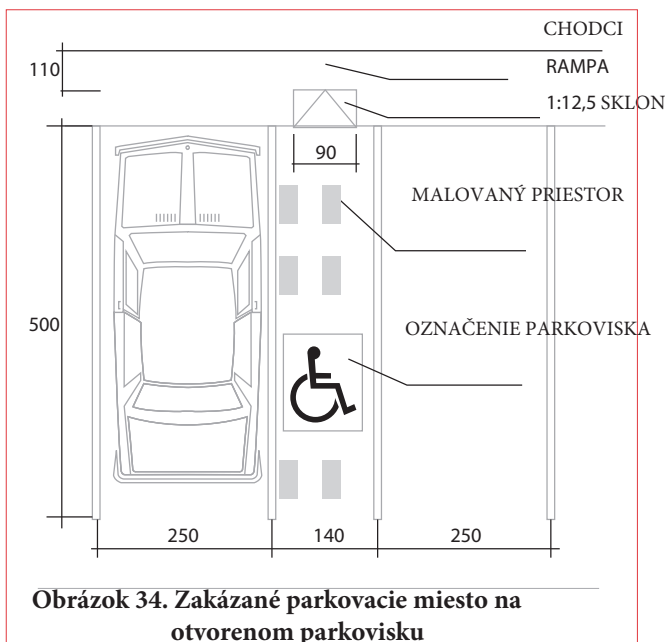 CHODCI
110
RAMPA
1:12,5 SKLON
90
MALOVANÝ PRIESTOR
500
OZNAČENIE PARKOVISKA
250
140
250
Obrázok 34. Zakázané parkovacie miesto na
otvorenom parkovisku